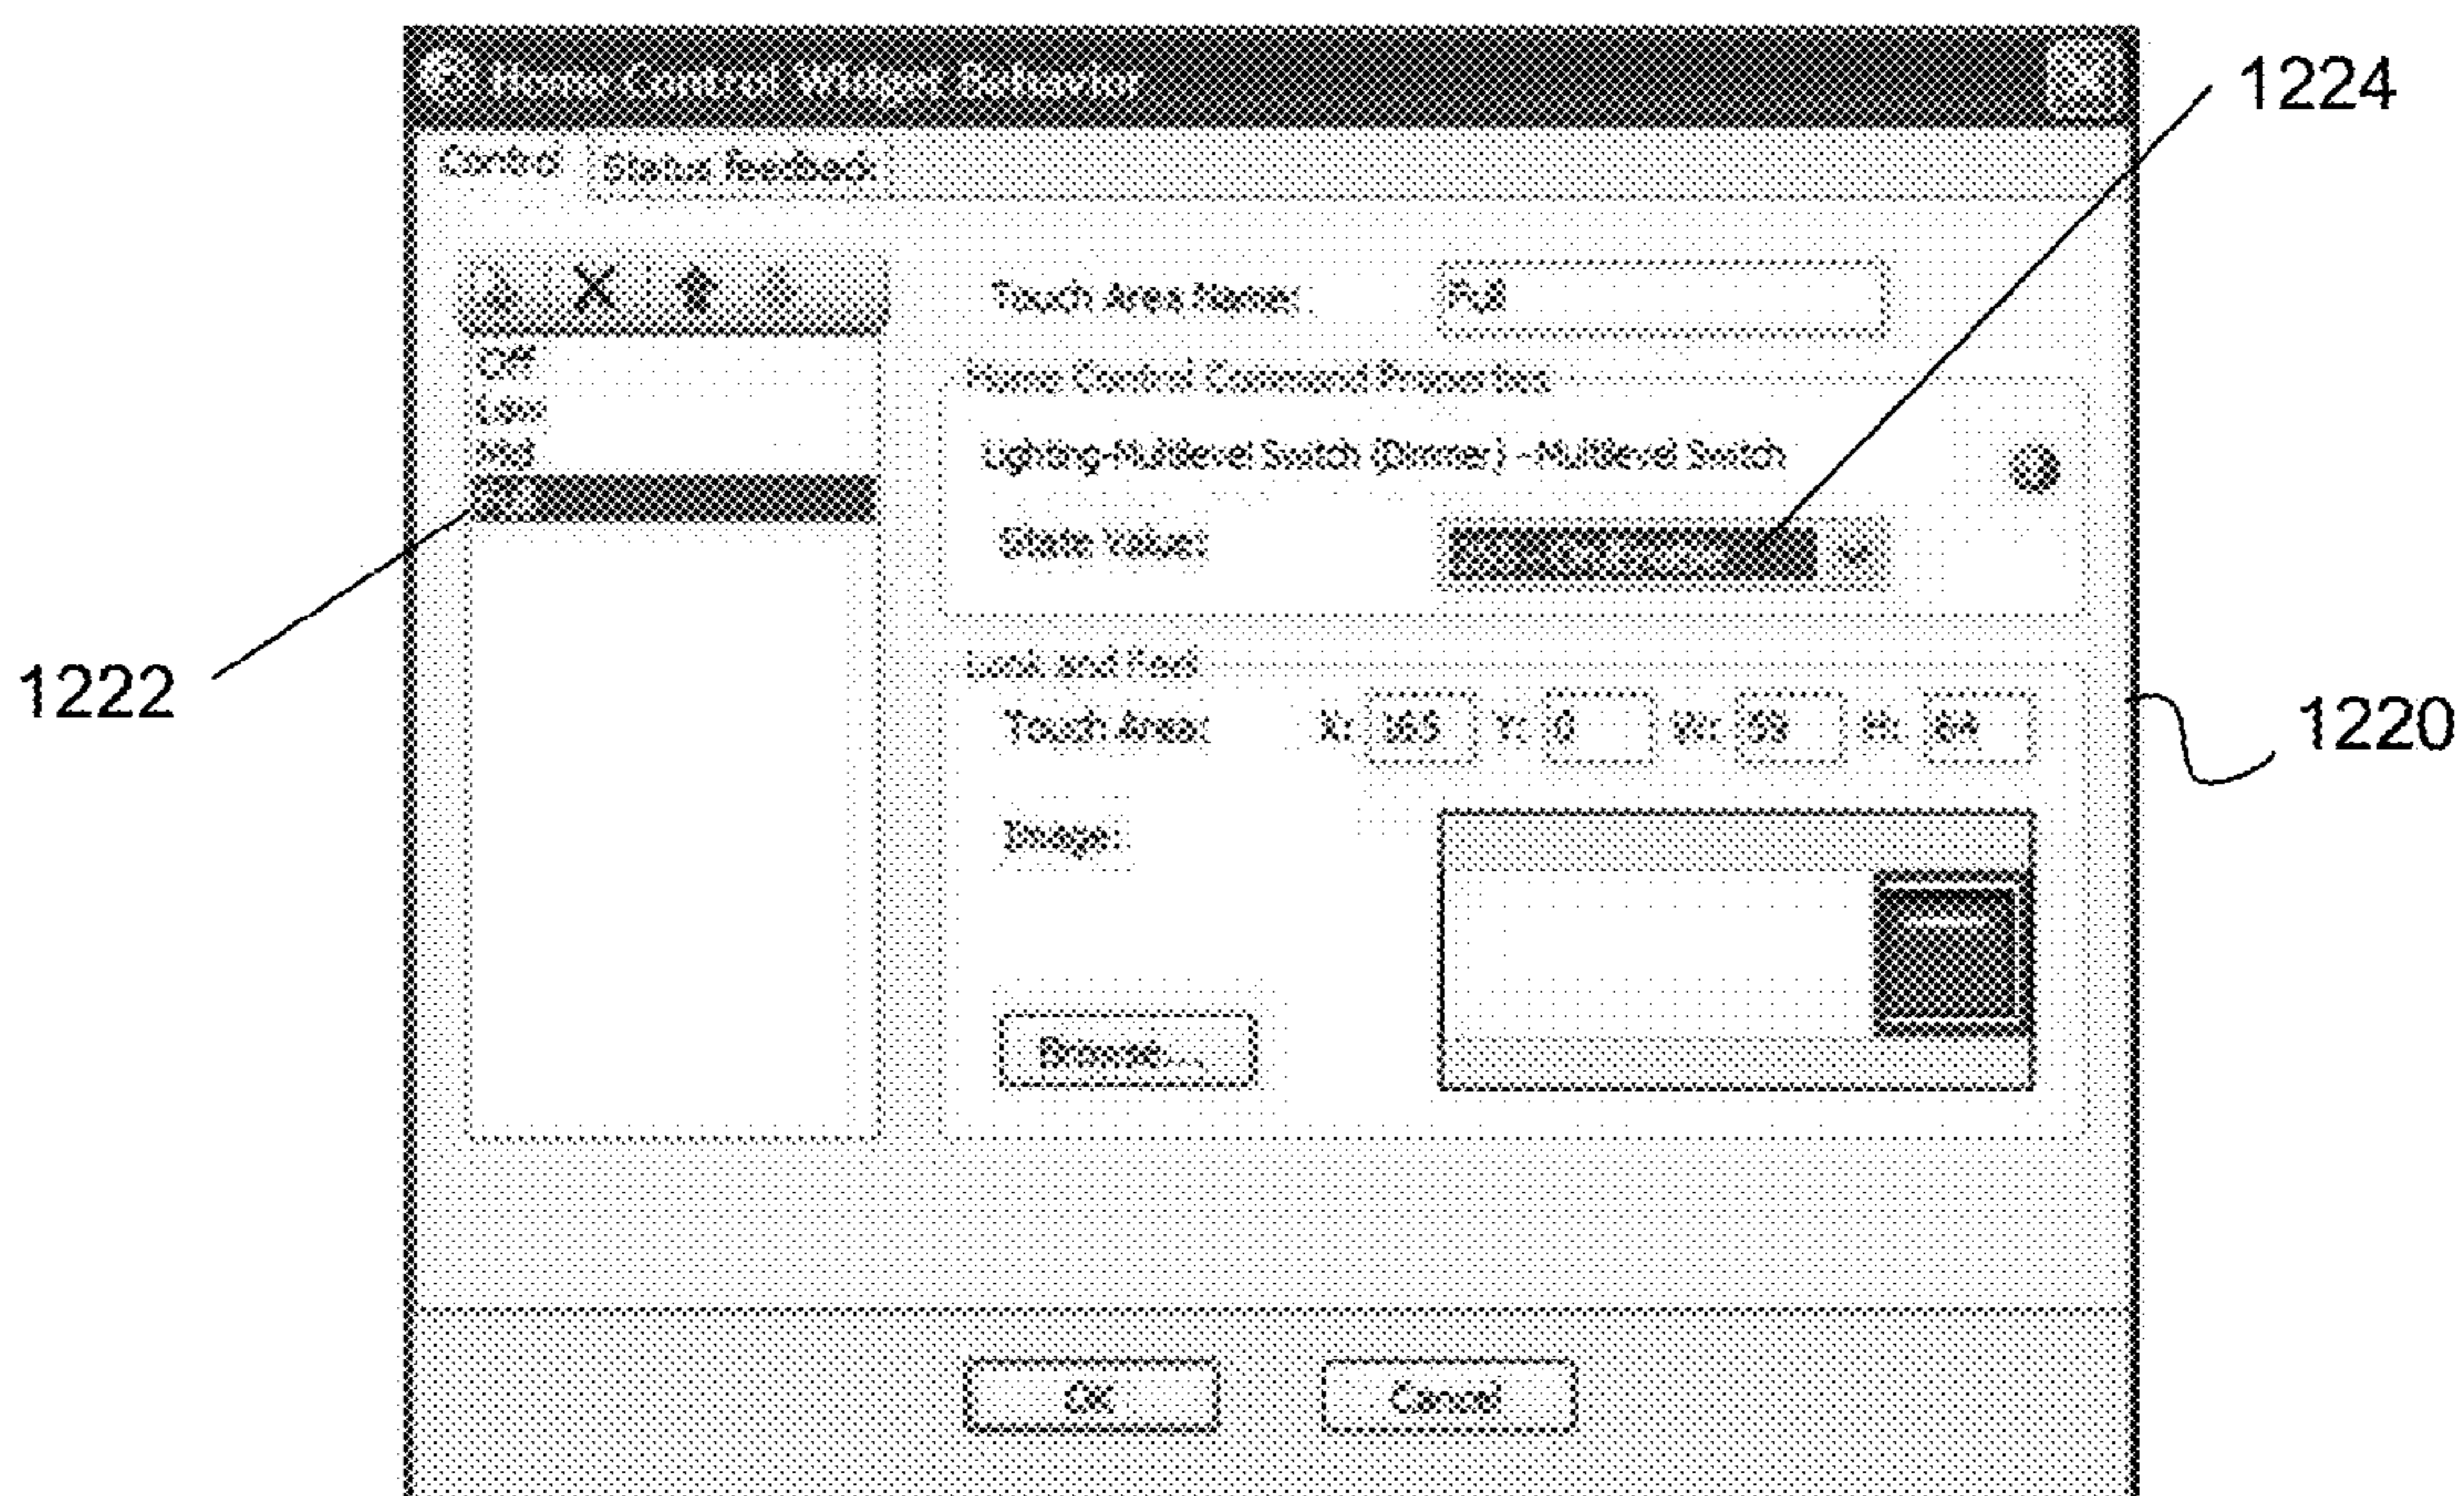 Home Control Widget Behavior
1224
Control Status Feedback
Touch Area Name: Full
Off
Home Control Command Properties
Low
Mid
Lighting-Multilevel Switch (Dimmer) - Multilevel Switch
State Value:
1222
Look and Feel
1220
Touch Area: X: 165 Y: 0 W: 59 H: 64
Image:
Browse...
OK Cancel